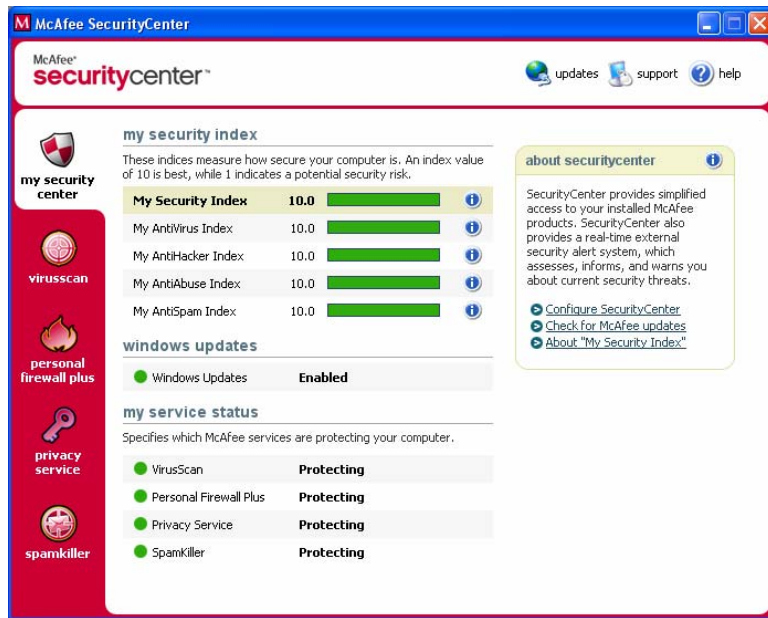 McAfee SecurityCenter
McAfee®
securitycenter™
updates support help
my security center
virusscan
personal firewall plus
privacy service
spamkiller
my security index
These indices measure how secure your computer is. An index value
of 10 is best, while 1 indicates a potential security risk.
My Security Index 10.0
My AntiVirus Index 10.0
My AntiHacker Index 10.0
My AntiAbuse Index 10.0
My AntiSpam Index 10.0
windows updates
Windows Updates Enabled
my service status
Specifies which McAfee services are protecting your computer.
VirusScan Protecting
Personal Firewall Plus Protecting
Privacy Service Protecting
SpamKiller Protecting
about securitycenter
SecurityCenter provides simplified
access to your installed McAfee
products. SecurityCenter also
provides a real-time external
security alert system, which
assesses, informs, and warns you
about current security threats.
Configure SecurityCenter
Check for McAfee updates
About "My Security Index"